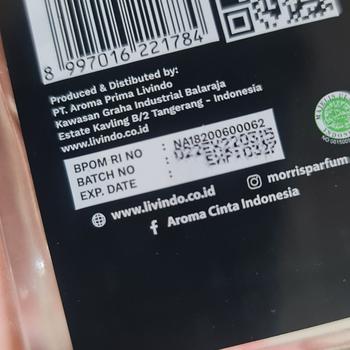 8 997016 221784
Produced & Distributed by:
PT. Aroma Prima Livindo
Kawasan Graha Industrial Balaraja
Estate Kavling B/2 Tangerang - Indonesia
www.livindo.co.id
BPOM RI NO : NA18200600062
BATCH NO :
EXP. DATE :
www.livindo.co.id
morrisparfum
Aroma Cinta Indonesia